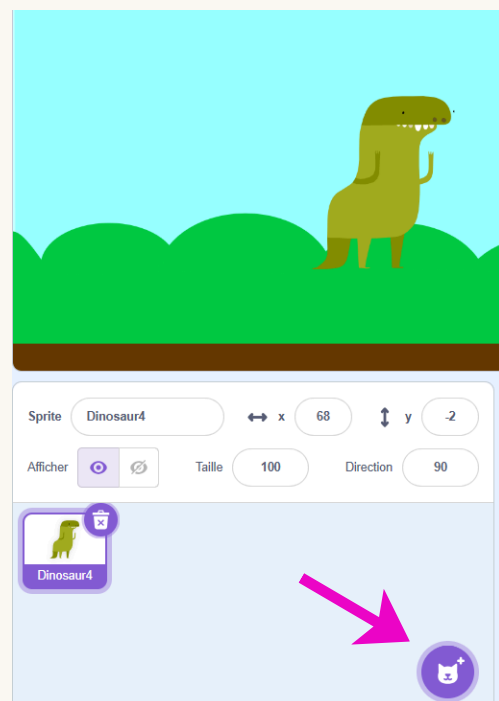 Sprite Dinosaur4 x 68 y -2
Afficher Taille 100 Direction 90
Dinosaur4